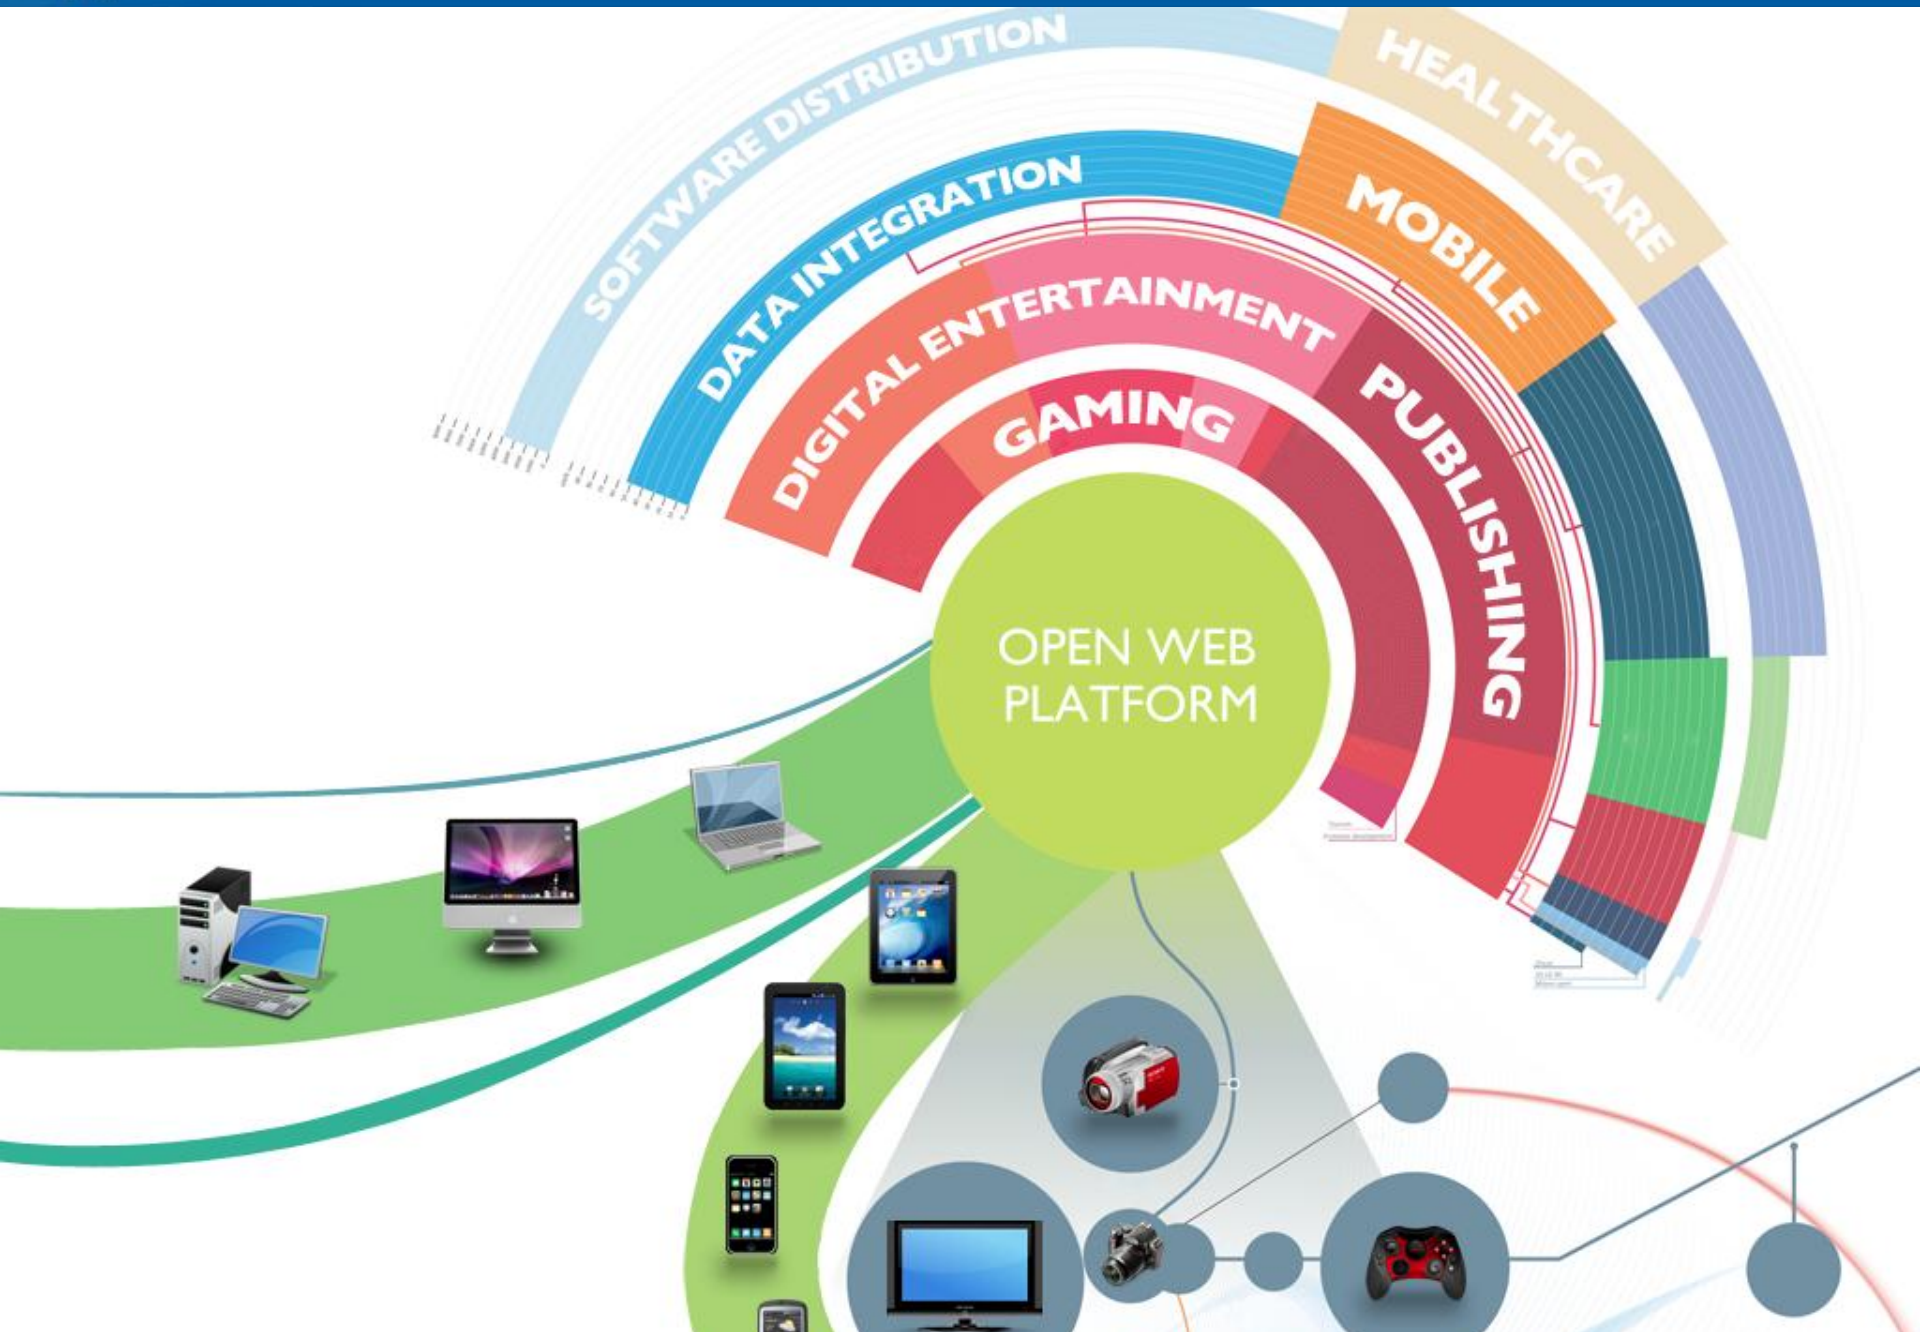 SOFTWARE DISTRIBUTION
HEALTHCARE
DATA INTEGRATION
MOBILE
DIGITAL ENTERTAINMENT
PUBLISHING
GAMING
OPEN WEB
PLATFORM